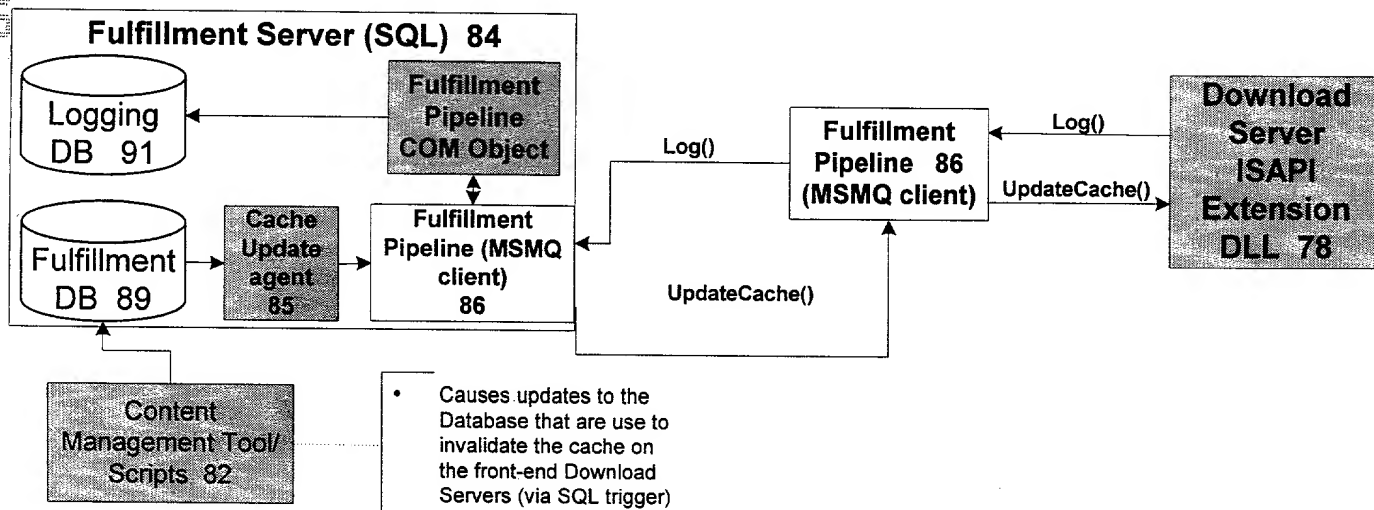 Fulfillment Server (SQL) 84
Logging
DB 91
Fulfillment
Pipeline
COM Object
Fulfillment
DB 89
Cache
Update
agent
85
Fulfillment
Pipeline (MSMQ
client)
86
Log()
UpdateCache()
Fulfillment
Pipeline 86
(MSMQ client)
Log()
UpdateCache()
Download
Server
ISAPI
Extension
DLL 78
Content
Management Tool/
Scripts 82
• Causes updates to the
Database that are use to
invalidate the cache on
the front-end Download
Servers (via SQL trigger)